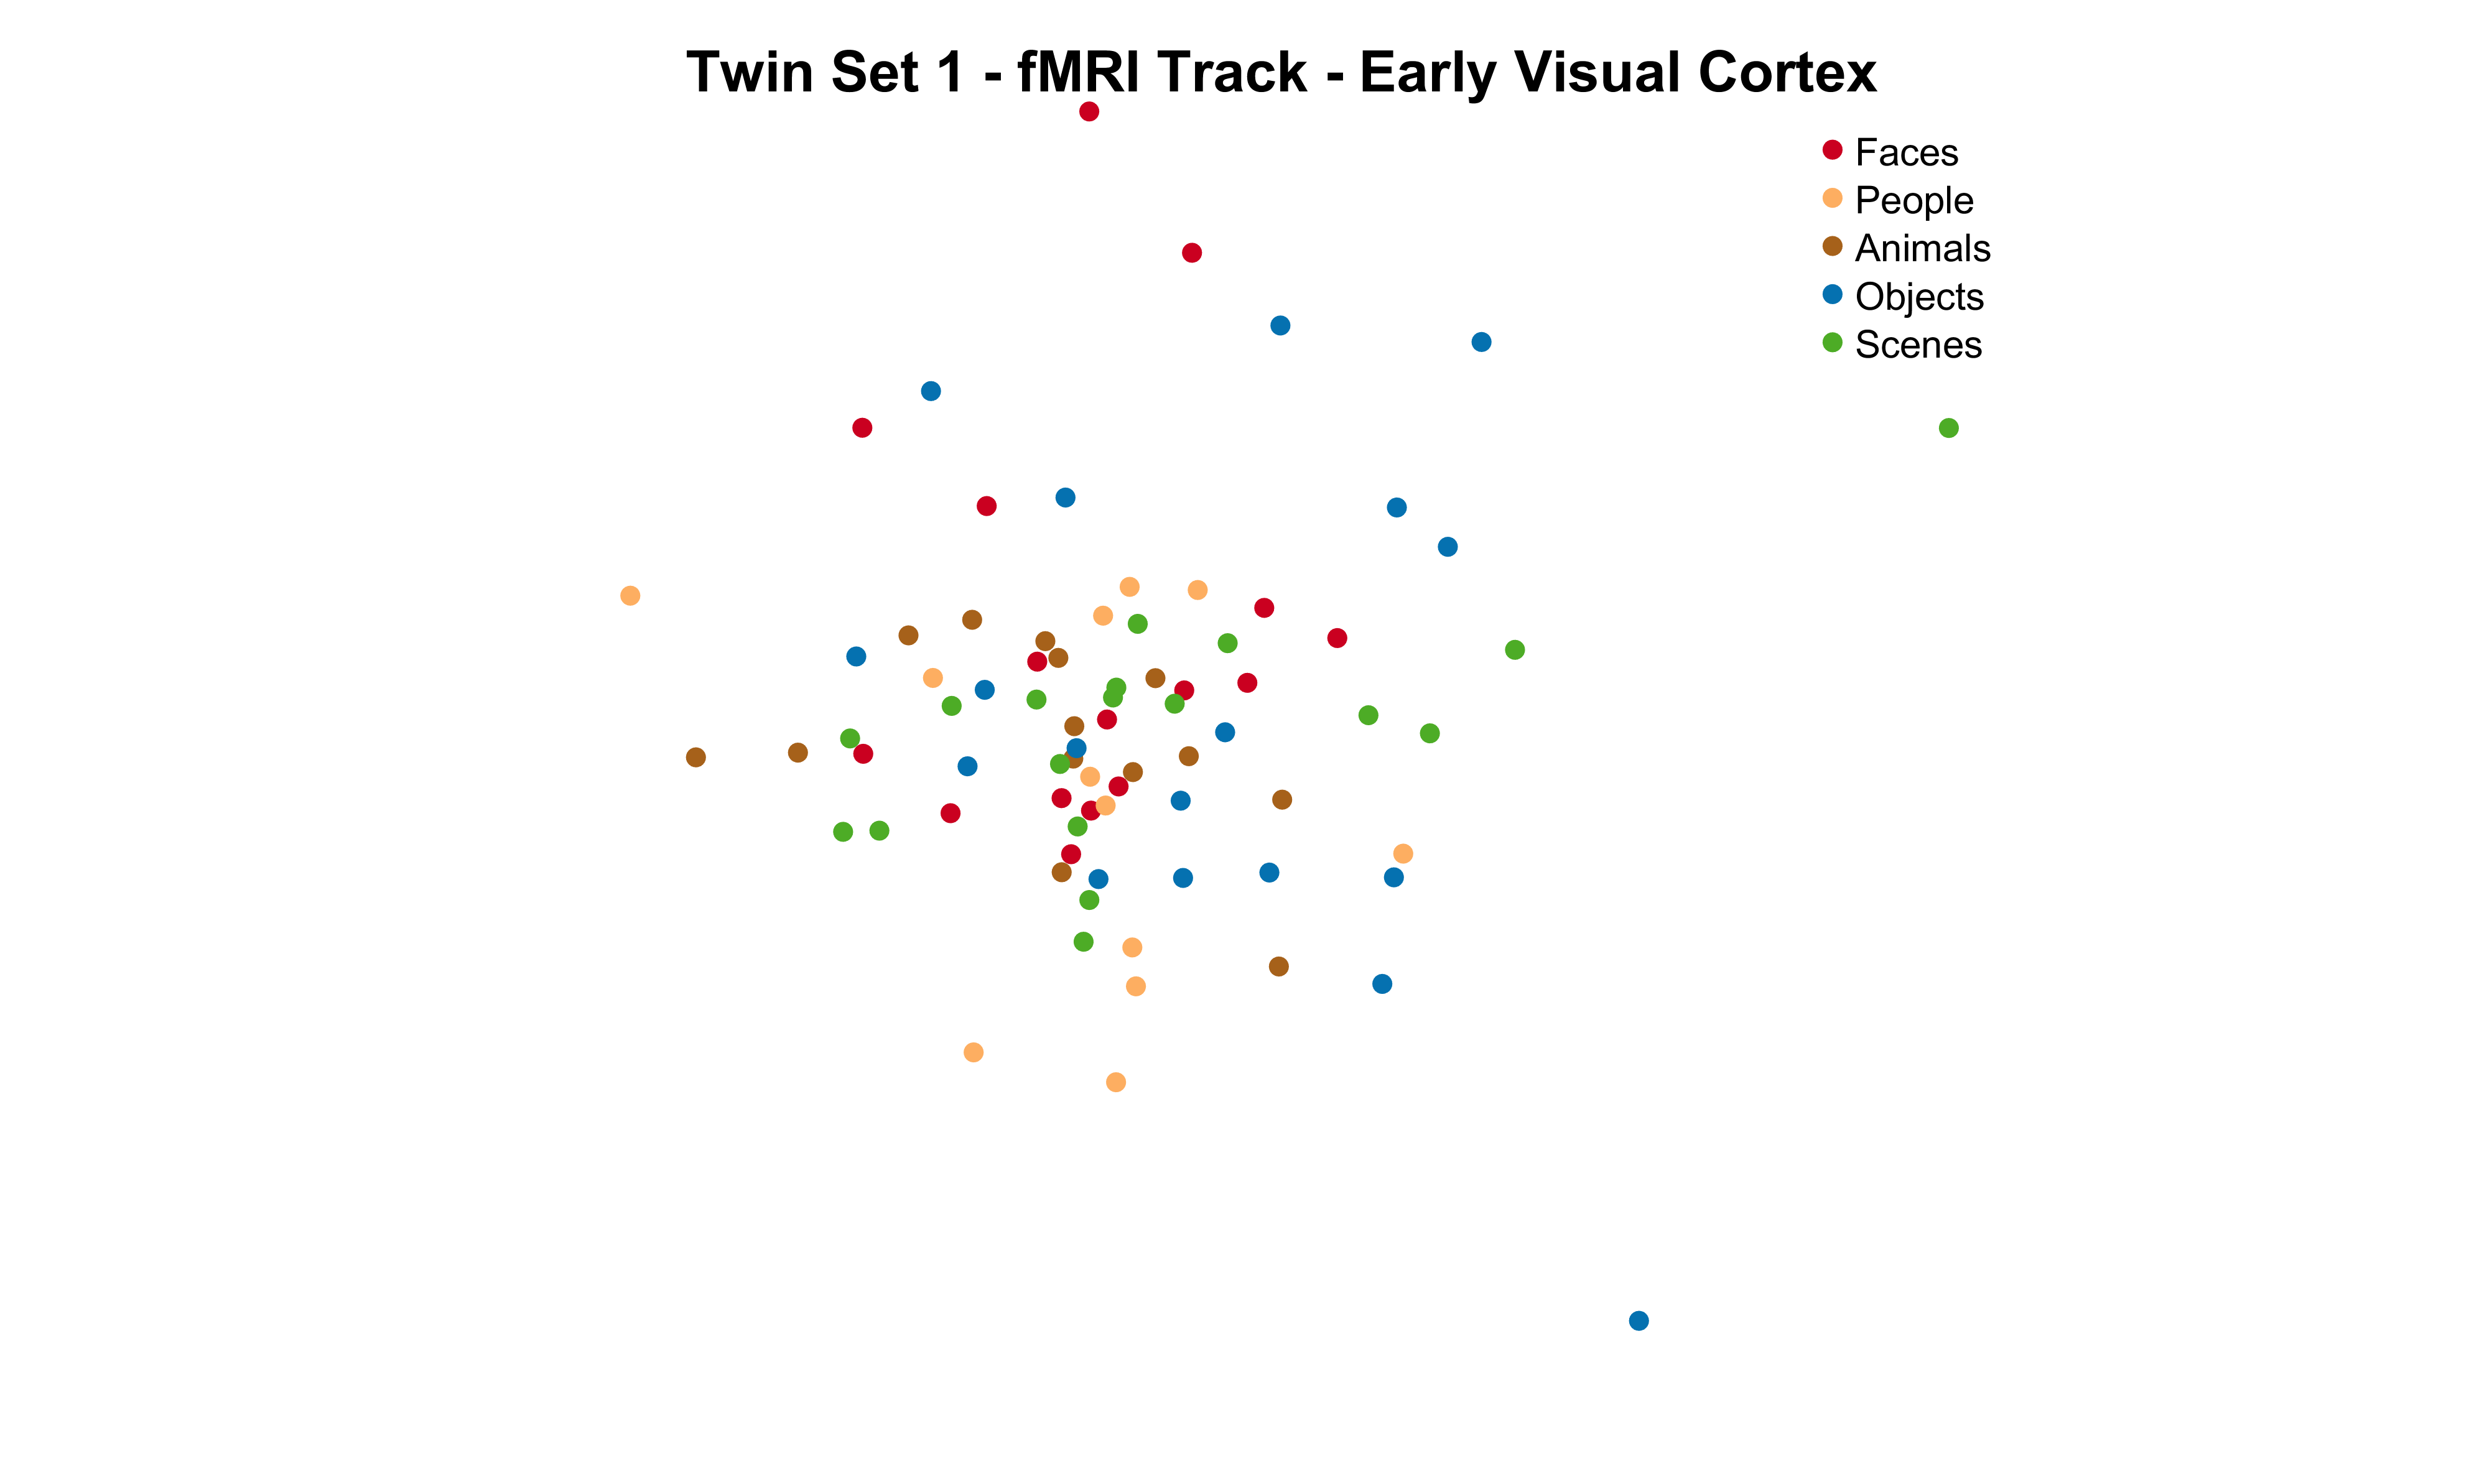 Twin Set 1 - fMRI Track - Early Visual Cortex
Faces
People
Animals
Objects
Scenes